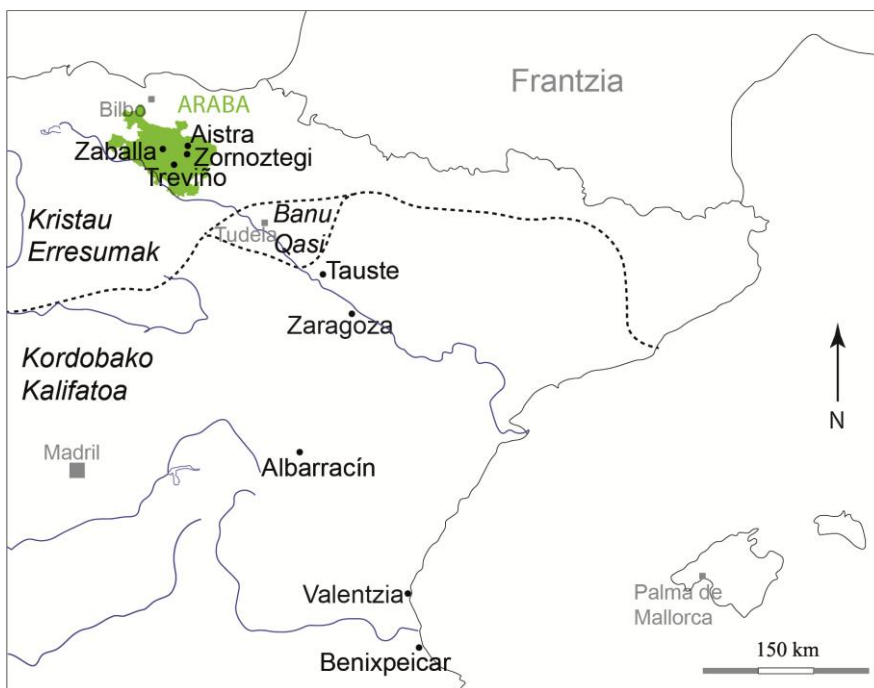 Frantzia
Bilbo
ARABA
Aistra
Zaballa
Zornoztegi
Treviño
Kristau
Erresumak
Banu
Qasi
Tudela
Tauste
Zaragoza
Kordobako
Kalifatoa
N
Madril
Albarracín
Valentzia
Palma de
Mallorca
Benixpeicar
150 km